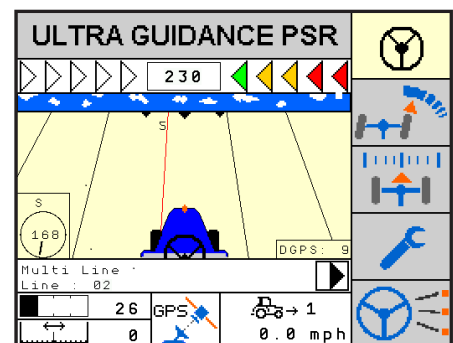 ULTRA GUIDANCE PSR
230
S
S
168
DGPS: 9
Multi Line
Line : 02
26
GPS
1
0
0.0 mph